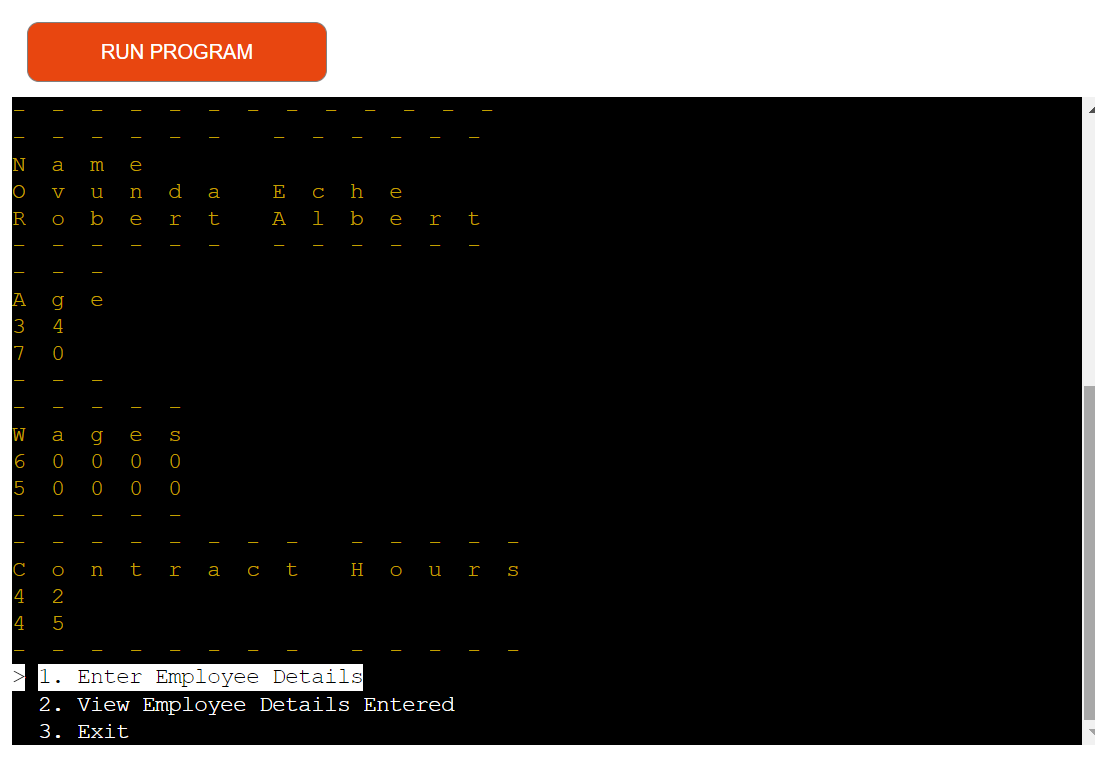 RUN PROGRAM
-  -  -  -  -  -  -  -  -  -  -  -  -
-  -  -  -  -  -     -  -  -  -  -  -
N  a  m  e
O  v  u  n  d  a     E  c  h  e
R  o  b  e  r  t     A  l  b  e  r  t
-  -  -  -  -  -     -  -  -  -  -  -
-  -  -
A  g  e
3  4
7  0
-  -  -
-  -  -  -  -
W  a  g  e  s
6  0  0  0  0
5  0  0  0  0
-  -  -  -  -
-  -  -  -  -  -  -  -     -  -  -  -  -
C  o  n  t  r  a  c  t     H  o  u  r  s
4  2
4  5
-  -  -  -  -  -  -  -     -  -  -  -  -
> 1. Enter Employee Details
  2. View Employee Details Entered
  3. Exit